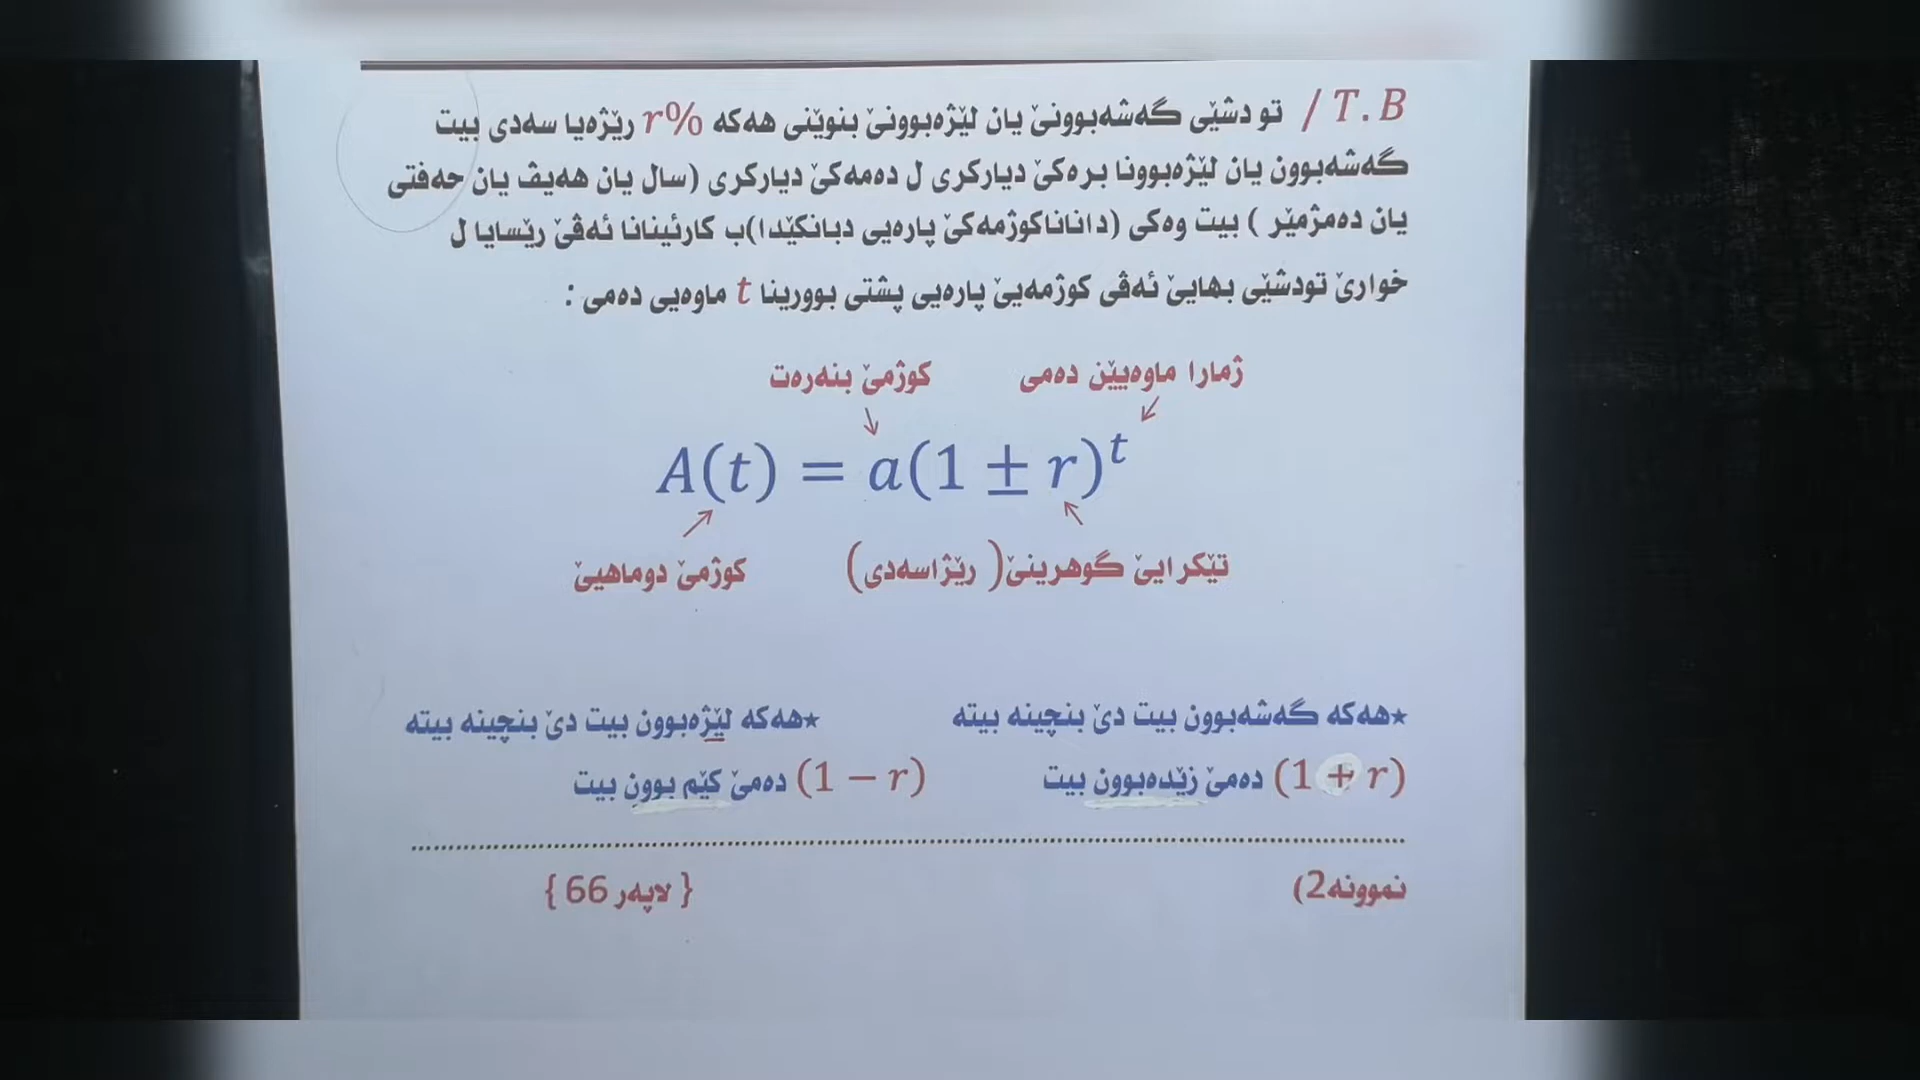 T.B / تو دشێی گەشەبوونێ یان لێژەبوونێ بنوێنی هەکە r% رێژەیا سەدی بیت
گەشەبوون یان لێژەبوونا برەکێ دیارکری ل دەمەکێ دیارکری (سال یان هەیڤ یان حەفتی
یان دەمژمێر ) بیت وەکی (داناناکوژمەکێ پارەیی دبانکێدا)ب کارئینانا ئەڤێ رێسایا ل
خوارێ تودشێی بهایێ ئەڤی کوژمەیێ پارەیی پشتی بوورینا t ماوەیی دەمی :
ژمارا ماوەیێن دەمی
کوژمێ بنەرەت
A(t) = a(1 ± r)^t
تێکرایێ گوهرینێ( رێژاسەدی)
کوژمێ دوماهیێ
٭هەکە گەشەبوون بیت دێ بنچینە بیتە
(1 + r) دەمێ زێدەبوون بیت
٭هەکە لێژەبوون بیت دێ بنچینە بیتە
(1 − r) دەمێ کێم بوون بیت
نموونە2)
{ لاپەر 66 }